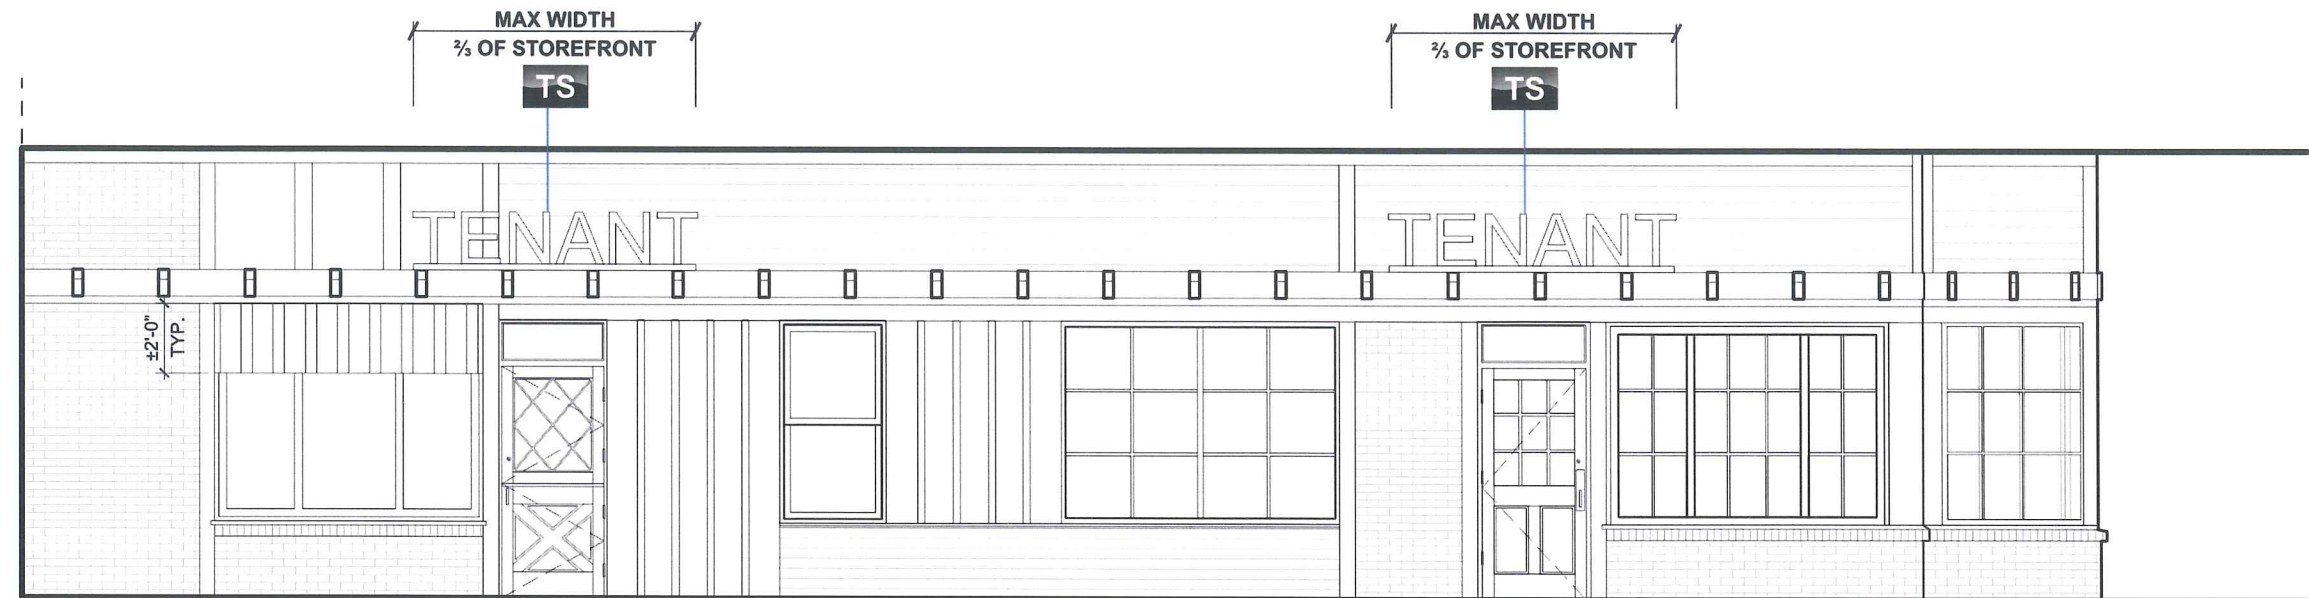 MAX WIDTH
⅔ OF STOREFRONT
TS
MAX WIDTH
⅔ OF STOREFRONT
TS
TENANT
TENANT
±2'-0"
TYP.